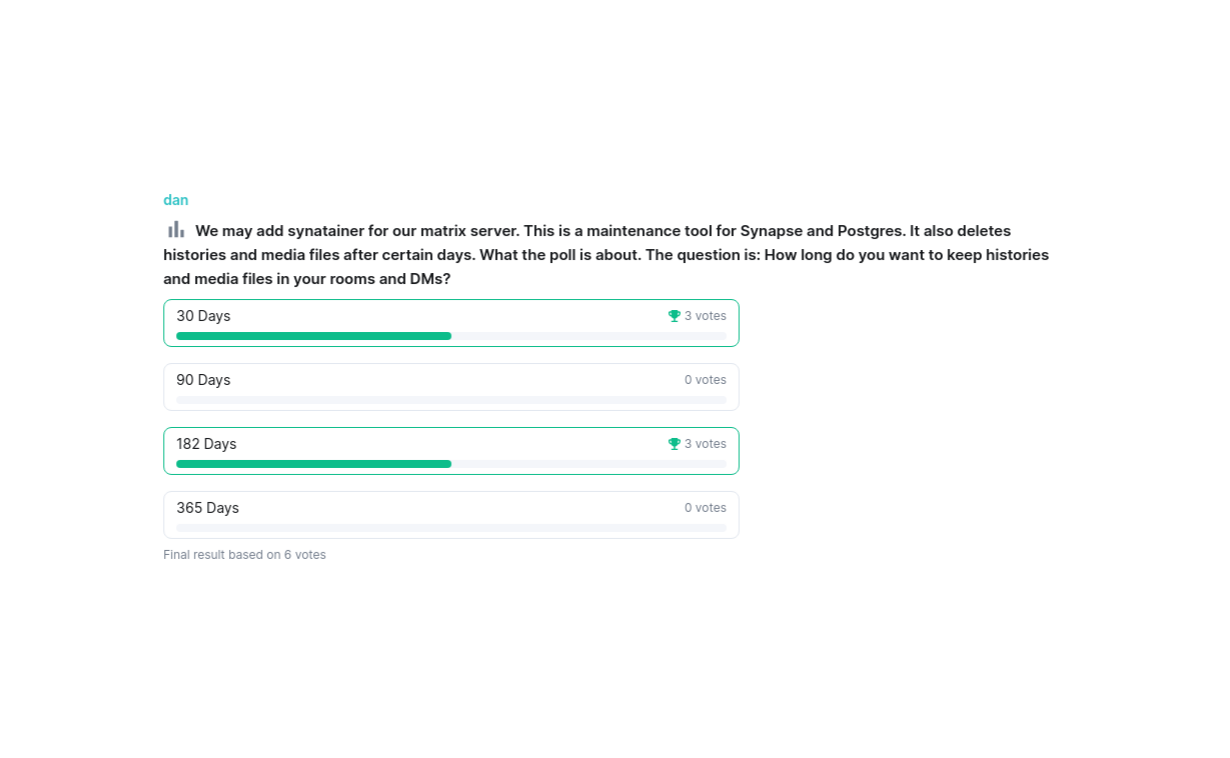 dan
We may add synatainer for our matrix server. This is a maintenance tool for Synapse and Postgres. It also deletes
histories and media files after certain days. What the poll is about. The question is: How long do you want to keep histories
and media files in your rooms and DMs?
30 Days 3 votes
90 Days 0 votes
182 Days 3 votes
365 Days 0 votes
Final result based on 6 votes